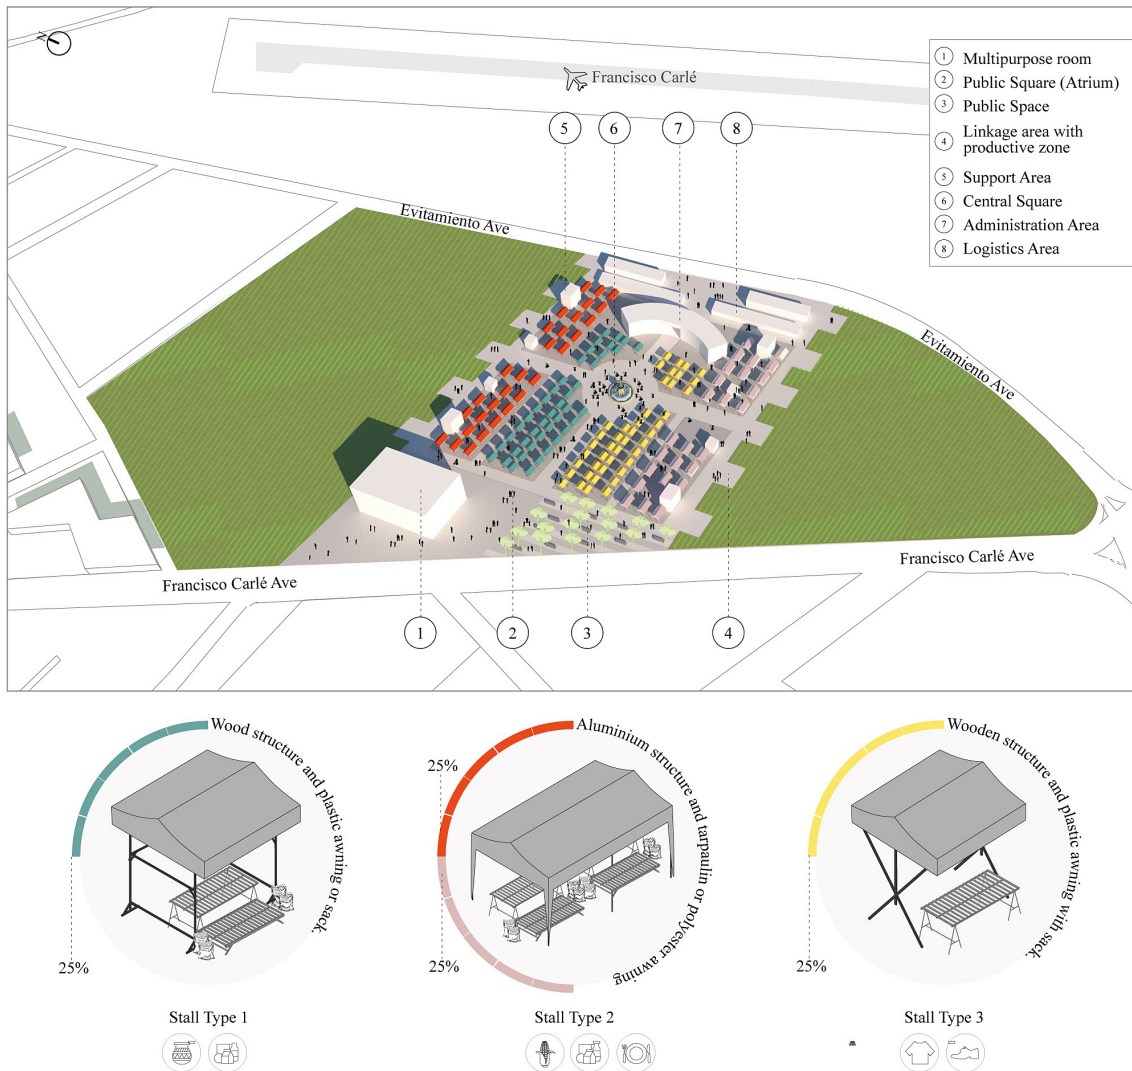 N
Francisco Carlé
1 Multipurpose room
2 Public Square (Atrium)
3 Public Space
4 Linkage area with
productive zone
5 Support Area
6 Central Square
7 Administration Area
8 Logistics Area
5 6 7 8
Evitamiento Ave
Evitamiento Ave
Francisco Carlé Ave
Francisco Carlé Ave
1 2 3 4
Wood structure and plastic awning or sack.
25%
Stall Type 1
Aluminium structure and tarpaulin or polyester awning
25%
25%
Stall Type 2
Wooden structure and plastic awning with sack.
25%
Stall Type 3